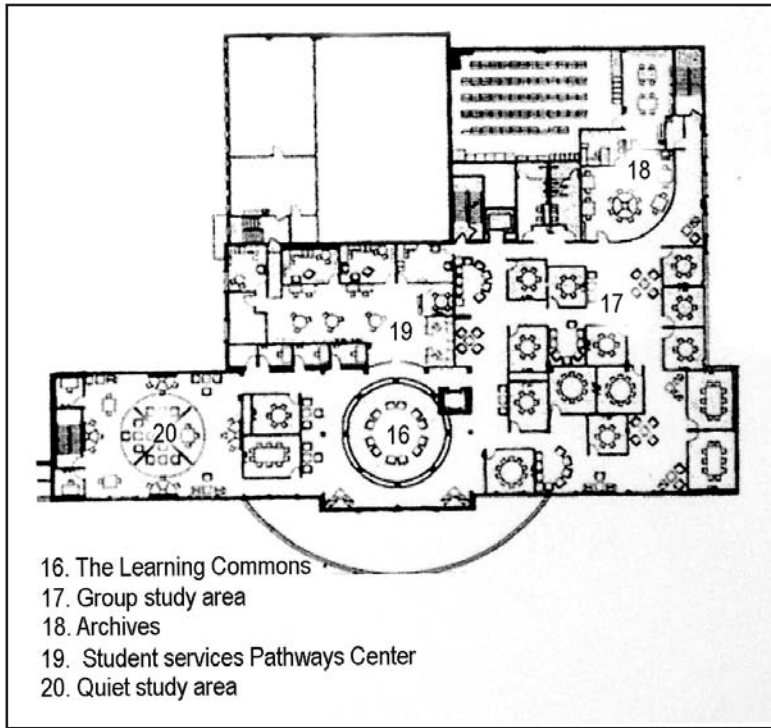 18
17
19
20
16
16. The Learning Commons
17. Group study area
18. Archives
19. Student services Pathways Center
20. Quiet study area